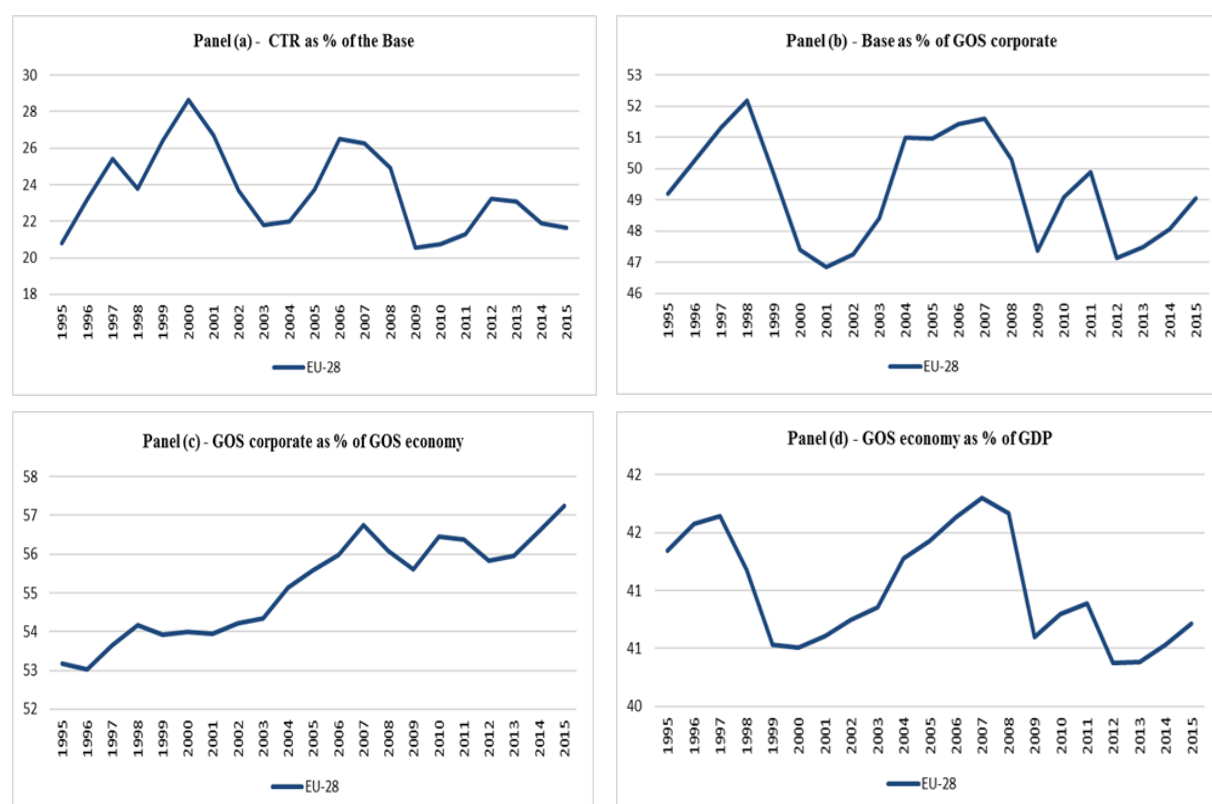 Panel (a) - CTR as % of the Base
30
28
26
24
22
20
18
1995 1996 1997 1998 1999 2000 2001 2002 2003 2004 2005 2006 2007 2008 2009 2010 2011 2012 2013 2014 2015
EU-28
Panel (b) - Base as % of GOS corporate
53
52
51
50
49
48
47
46
1995 1996 1997 1998 1999 2000 2001 2002 2003 2004 2005 2006 2007 2008 2009 2010 2011 2012 2013 2014 2015
EU-28
Panel (c) - GOS corporate as % of GOS economy
58
57
56
55
54
53
52
1995 1996 1997 1998 1999 2000 2001 2002 2003 2004 2005 2006 2007 2008 2009 2010 2011 2012 2013 2014 2015
EU-28
Panel (d) - GOS economy as % of GDP
42
42
41
41
40
1995 1996 1997 1998 1999 2000 2001 2002 2003 2004 2005 2006 2007 2008 2009 2010 2011 2012 2013 2014 2015
EU-28